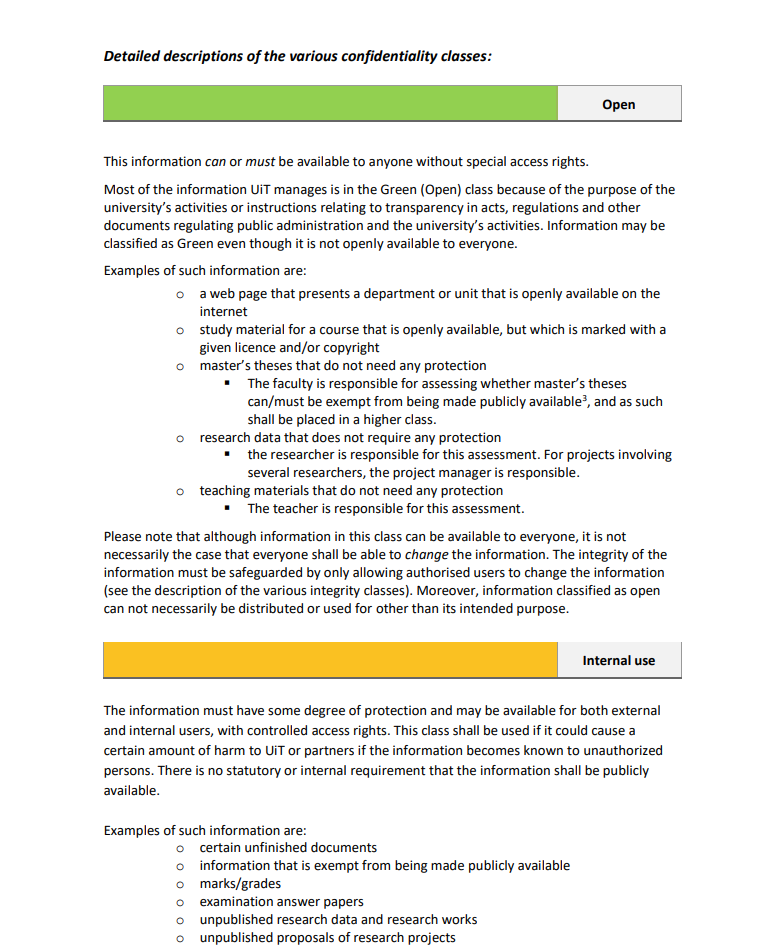 Detailed descriptions of the various confidentiality classes:
Open
This information can or must be available to anyone without special access rights.
Most of the information UiT manages is in the Green (Open) class because of the purpose of the
university's activities or instructions relating to transparency in acts, regulations and other
documents regulating public administration and the university's activities. Information may be
classified as Green even though it is not openly available to everyone.
Examples of such information are:
o a web page that presents a department or unit that is openly available on the
internet
o study material for a course that is openly available, but which is marked with a
given licence and/or copyright
o master's theses that do not need any protection
▪ The faculty is responsible for assessing whether master's theses
can/must be exempt from being made publicly available³, and as such
shall be placed in a higher class.
o research data that does not require any protection
▪ the researcher is responsible for this assessment. For projects involving
several researchers, the project manager is responsible.
o teaching materials that do not need any protection
▪ The teacher is responsible for this assessment.
Please note that although information in this class can be available to everyone, it is not
necessarily the case that everyone shall be able to change the information. The integrity of the
information must be safeguarded by only allowing authorised users to change the information
(see the description of the various integrity classes). Moreover, information classified as open
can not necessarily be distributed or used for other than its intended purpose.
Internal use
The information must have some degree of protection and may be available for both external
and internal users, with controlled access rights. This class shall be used if it could cause a
certain amount of harm to UiT or partners if the information becomes known to unauthorized
persons. There is no statutory or internal requirement that the information shall be publicly
available.
Examples of such information are:
o certain unfinished documents
o information that is exempt from being made publicly available
o marks/grades
o examination answer papers
o unpublished research data and research works
o unpublished proposals of research projects